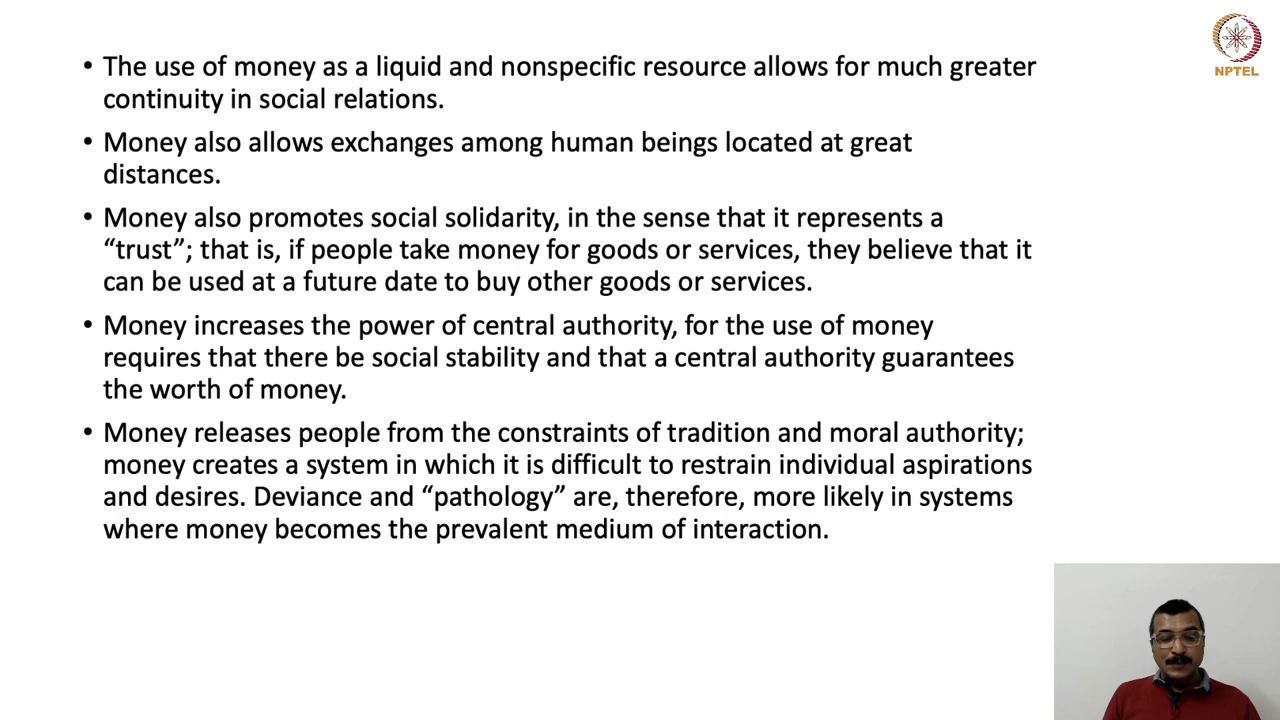 • The use of money as a liquid and nonspecific resource allows for much greater
continuity in social relations.
• Money also allows exchanges among human beings located at great
distances.
• Money also promotes social solidarity, in the sense that it represents a
“trust”; that is, if people take money for goods or services, they believe that it
can be used at a future date to buy other goods or services.
• Money increases the power of central authority, for the use of money
requires that there be social stability and that a central authority guarantees
the worth of money.
• Money releases people from the constraints of tradition and moral authority;
money creates a system in which it is difficult to restrain individual aspirations
and desires. Deviance and “pathology” are, therefore, more likely in systems
where money becomes the prevalent medium of interaction.
NPTEL